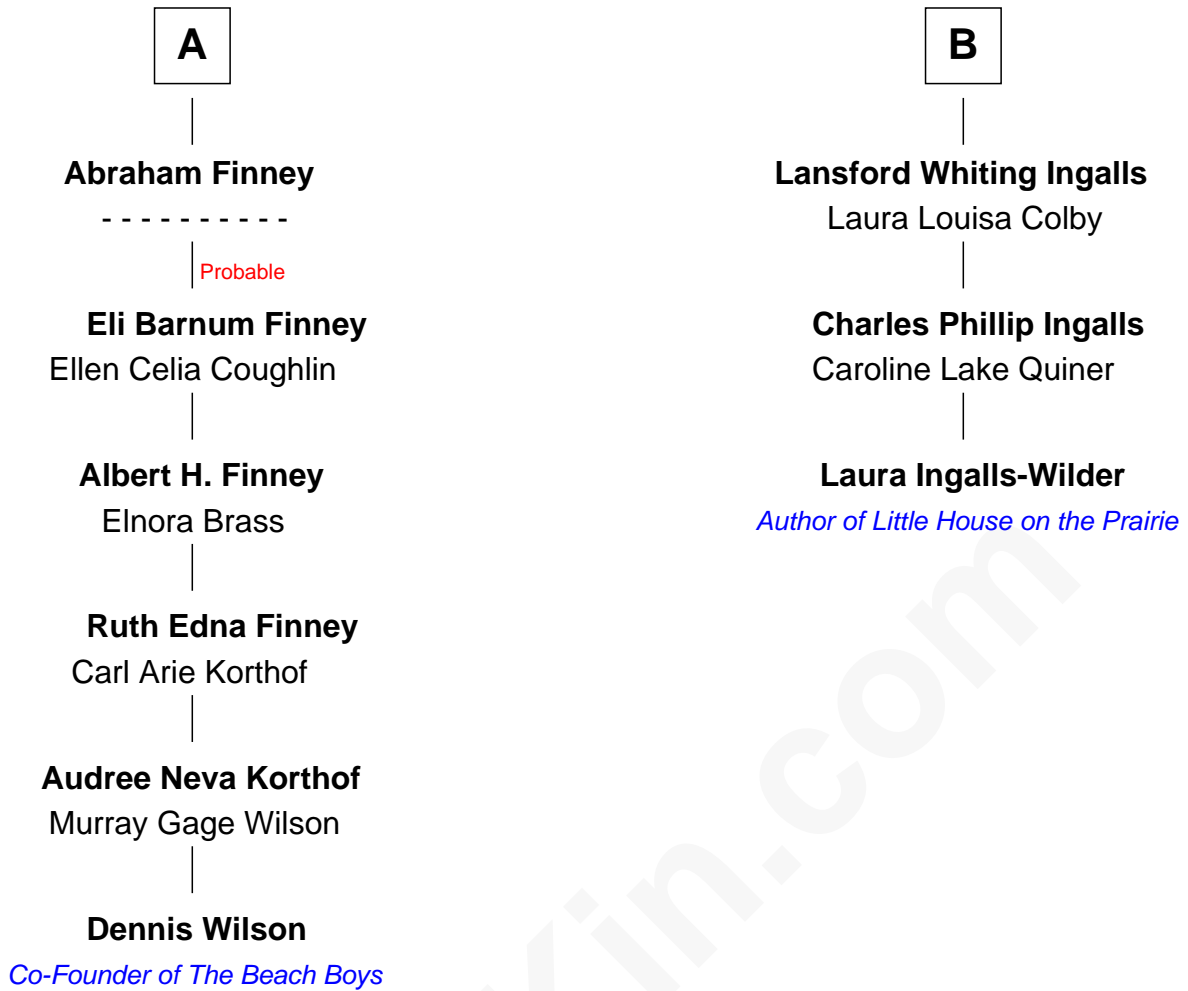 A
Abraham Finney
- - - - - - - - - -
Probable
Eli Barnum Finney
Ellen Celia Coughlin
Albert H. Finney
Elnora Brass
Ruth Edna Finney
Carl Arie Korthof
Audree Neva Korthof
Murray Gage Wilson
Dennis Wilson
Co-Founder of The Beach Boys
B
Lansford Whiting Ingalls
Laura Louisa Colby
Charles Phillip Ingalls
Caroline Lake Quiner
Laura Ingalls-Wilder
Author of Little House on the Prairie
Kin.com